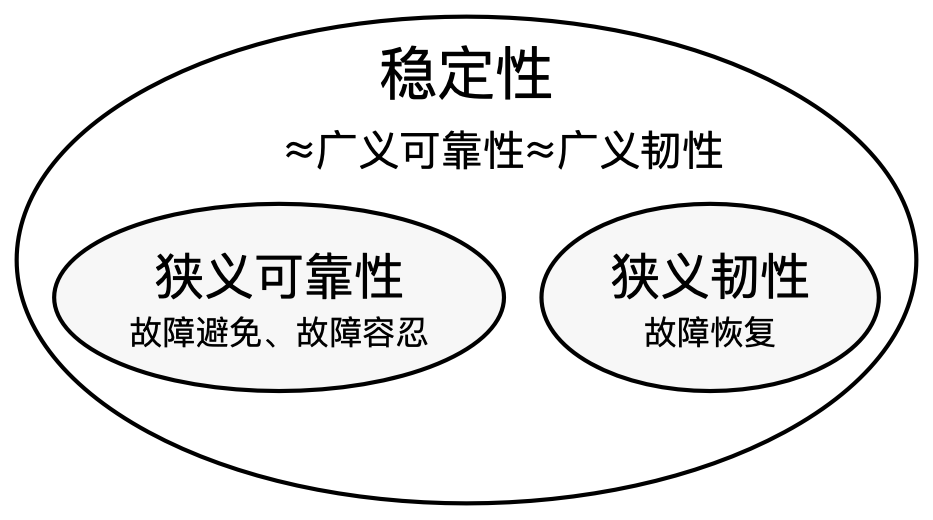 稳定性
≈广义可靠性≈广义韧性
狭义可靠性
故障避免、故障容忍
狭义韧性
故障恢复